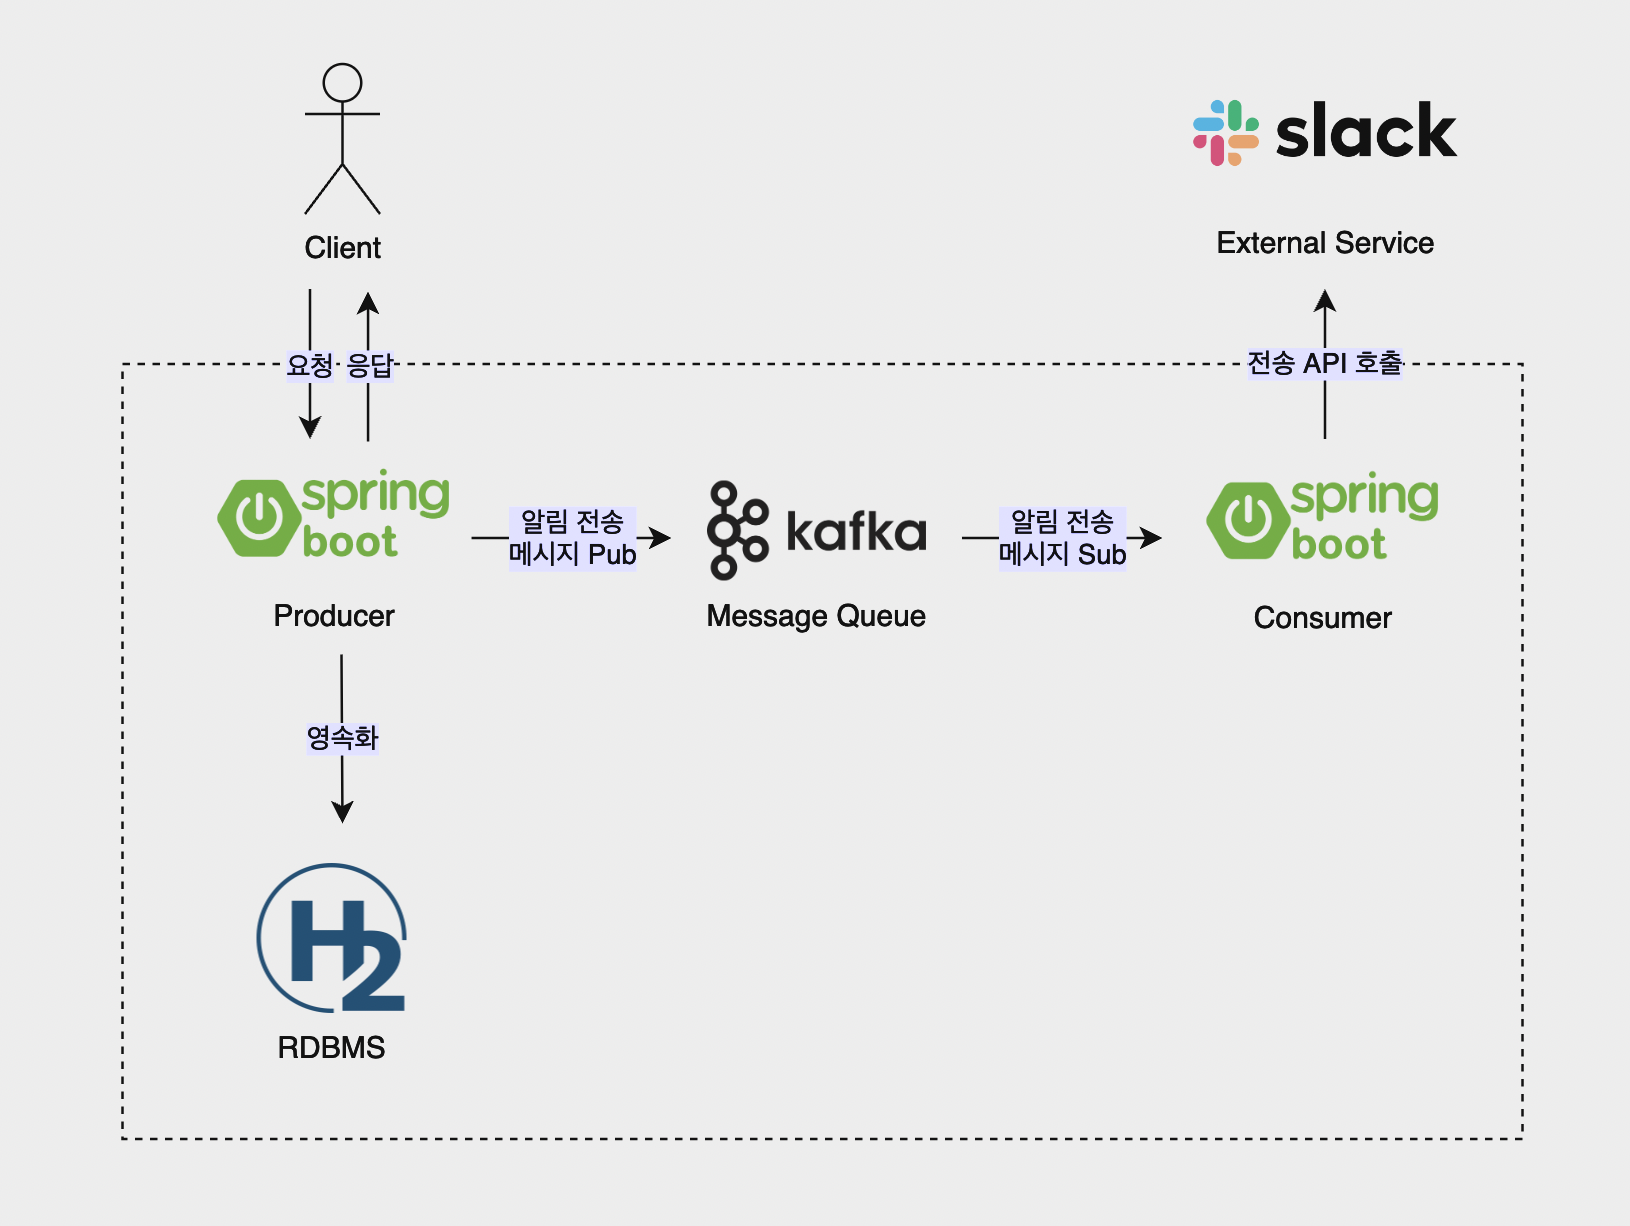 slack
Client
External Service
요청
응답
전송 API 호출
spring
boot
알림 전송
메시지 Pub
kafka
알림 전송
메시지 Sub
spring
boot
Producer
Message Queue
Consumer
영속화
H2
RDBMS